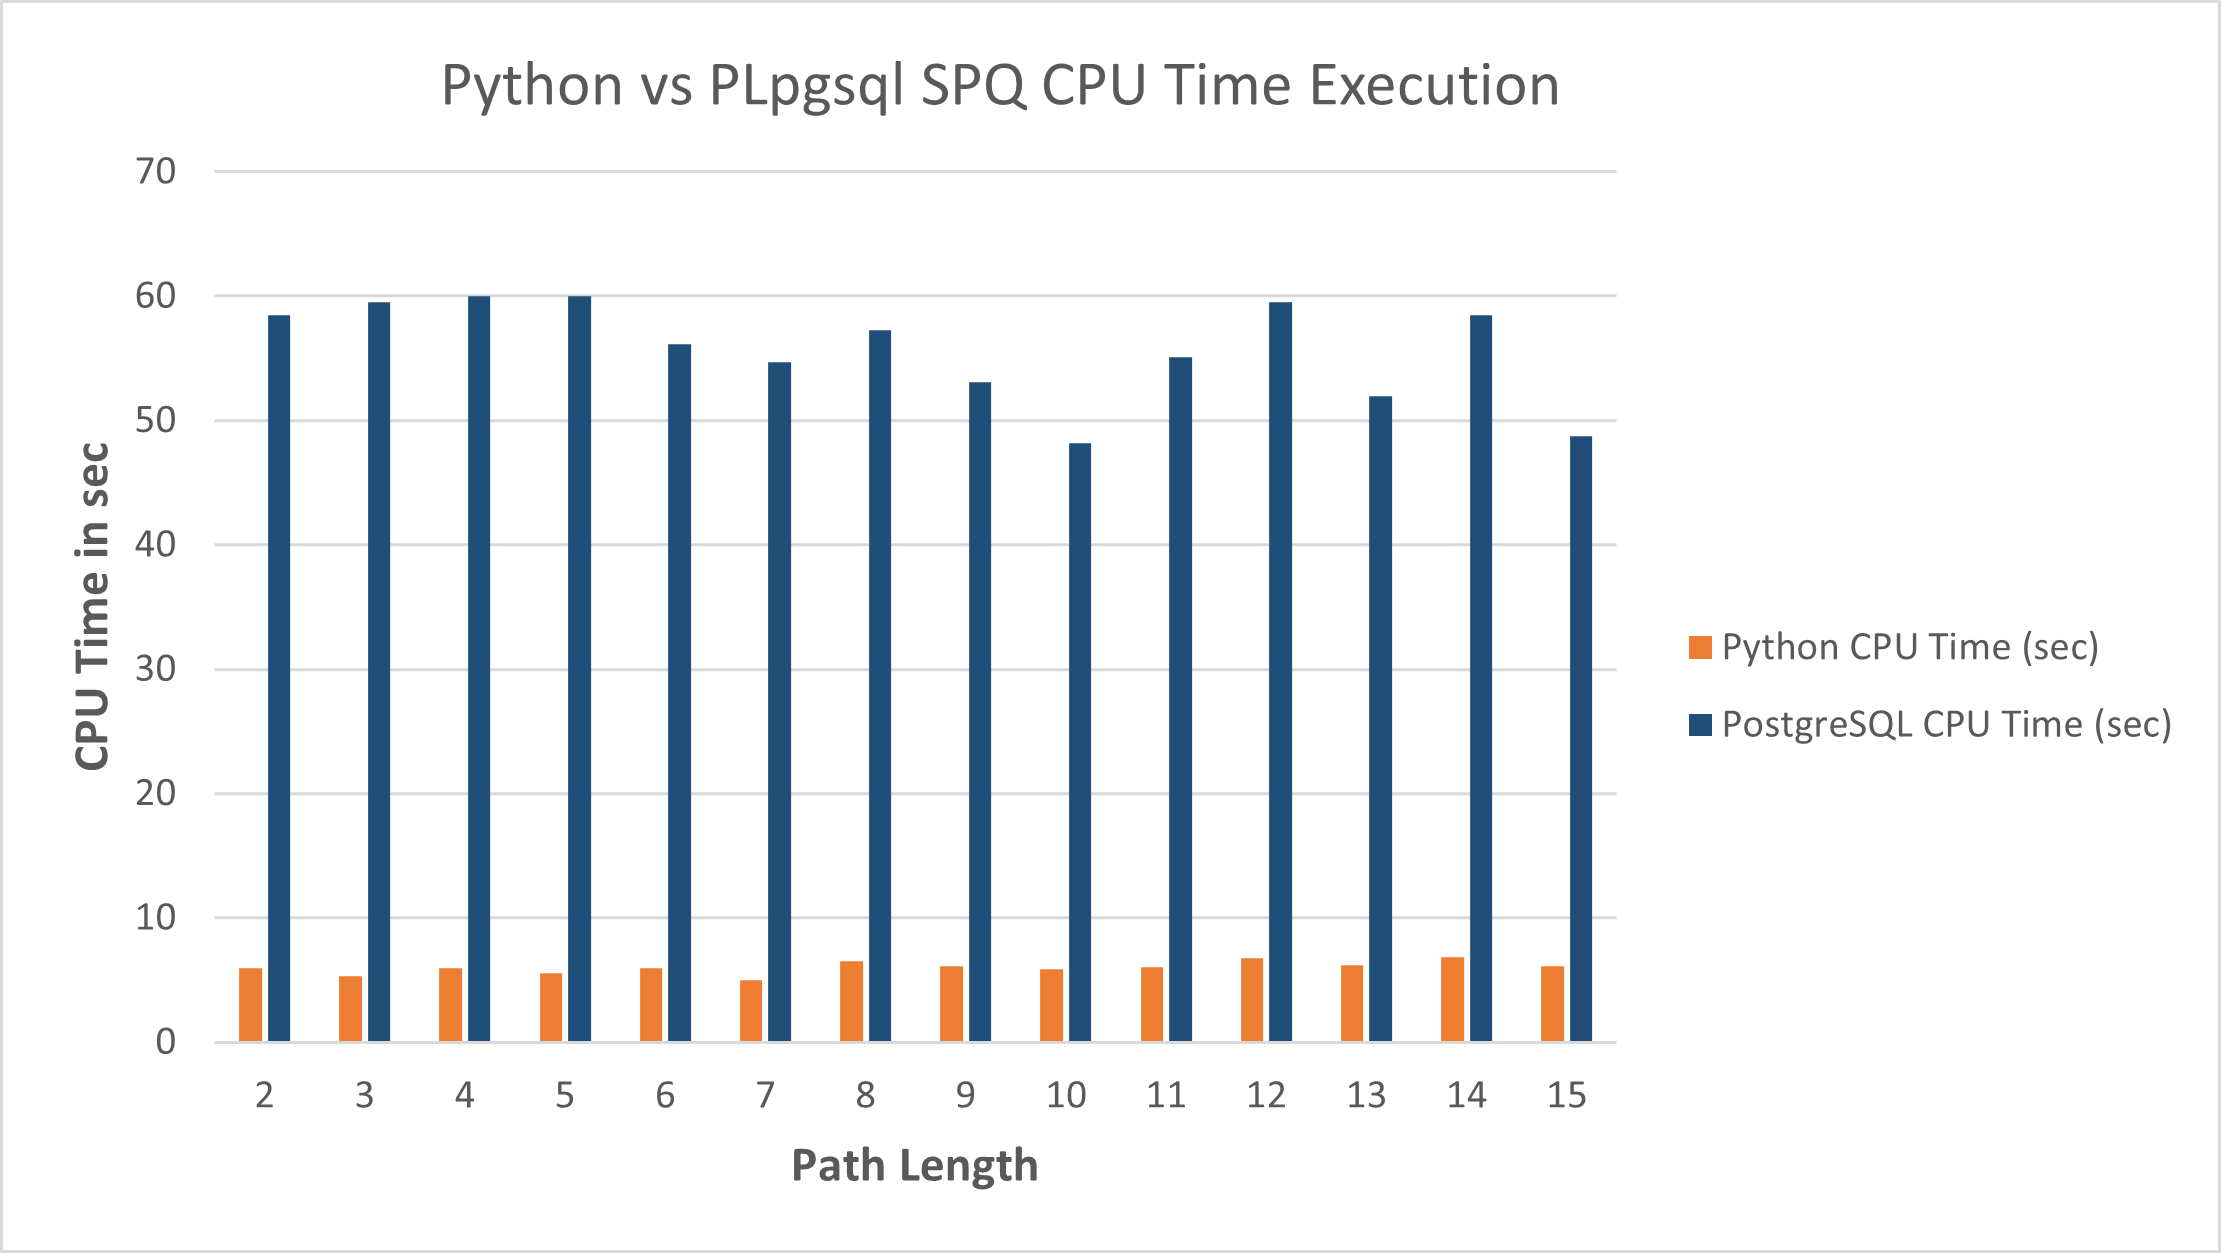 Python vs PLpgsql SPQ CPU Time Execution
70
60
50
40
30
20
10
0
CPU Time in sec
2 3 4 5 6 7 8 9 10 11 12 13 14 15
Path Length
Python CPU Time (sec)
PostgreSQL CPU Time (sec)